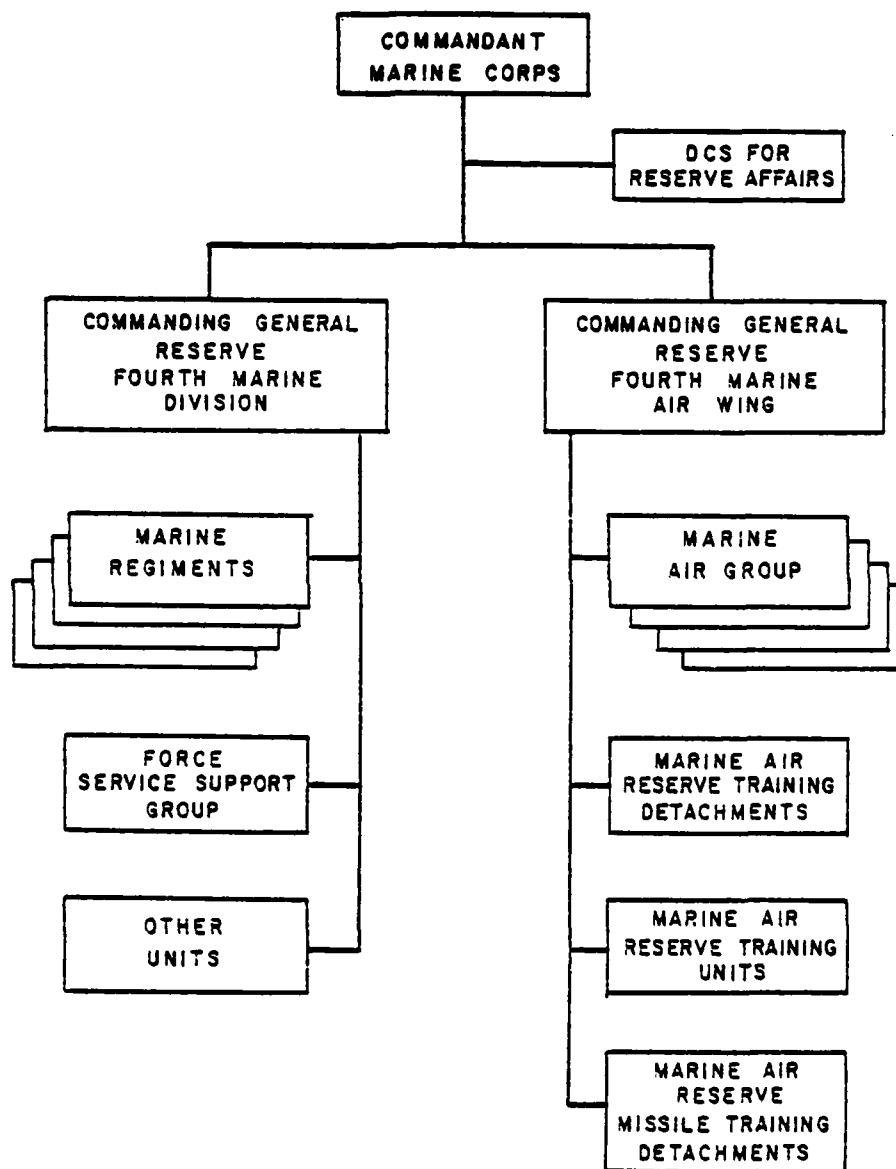 COMMANDANT
MARINE CORPS
DCS FOR
RESERVE AFFAIRS
COMMANDING GENERAL
RESERVE
FOURTH MARINE
DIVISION
COMMANDING GENERAL
RESERVE
FOURTH MARINE
AIR WING
MARINE
REGIMENTS
MARINE
AIR GROUP
FORCE
SERVICE SUPPORT
GROUP
MARINE AIR
RESERVE TRAINING
DETACHMENTS
OTHER
UNITS
MARINE AIR
RESERVE TRAINING
UNITS
MARINE AIR
RESERVE
MISSILE TRAINING
DETACHMENTS